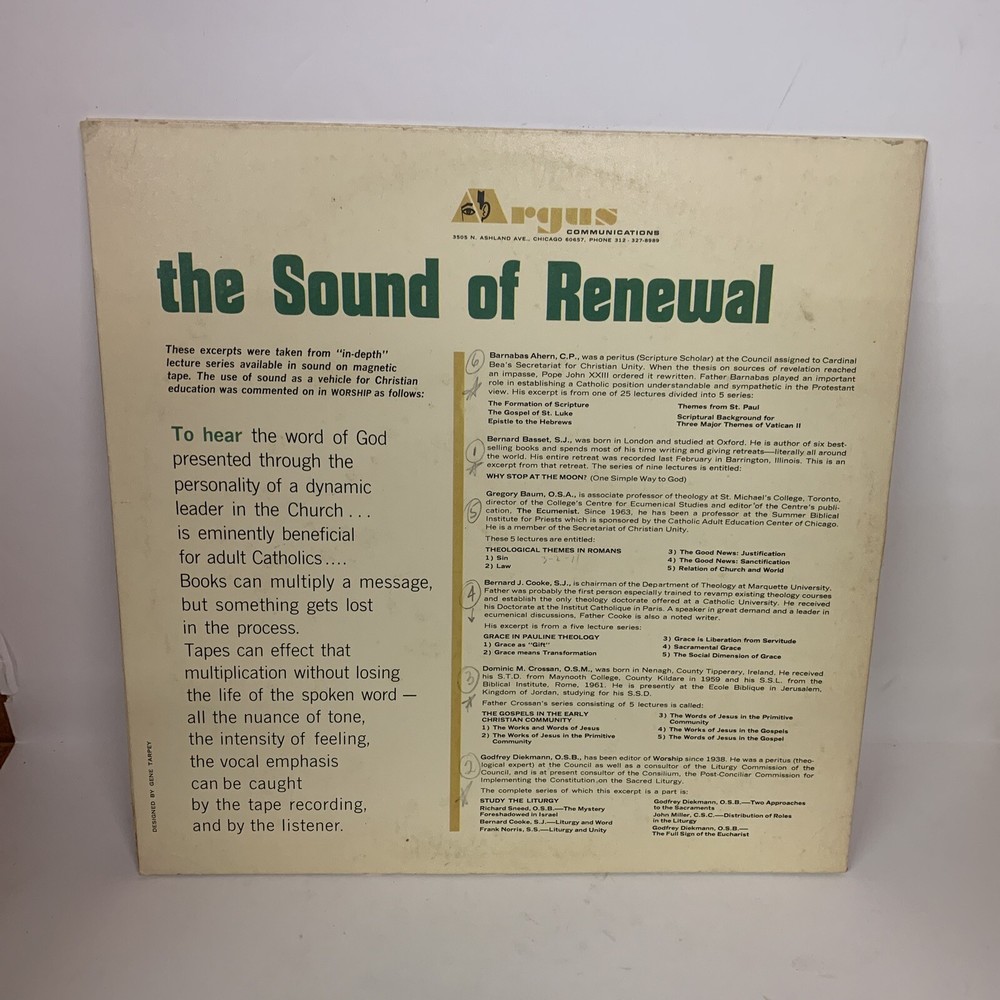 Argus
COMMUNICATIONS
3505 N. ASHLAND AVE., CHICAGO 60657, PHONE 312 · 327-8989
the Sound of Renewal
These excerpts were taken from "in-depth"
lecture series available in sound on magnetic
tape. The use of sound as a vehicle for Christian
education was commented on in WORSHIP as follows:
To hear the word of God
presented through the
personality of a dynamic
leader in the Church . . .
is eminently beneficial
for adult Catholics . . . .
Books can multiply a message,
but something gets lost
in the process.
Tapes can effect that
multiplication without losing
the life of the spoken word —
all the nuance of tone,
the intensity of feeling,
the vocal emphasis
can be caught
by the tape recording,
and by the listener.
DESIGNED BY GENE TARPEY
6
Barnabas Ahern, C.P., was a peritus (Scripture Scholar) at the Council assigned to Cardinal
Bea's Secretariat for Christian Unity. When the thesis on sources of revelation reached
an impasse, Pope John XXIII ordered it rewritten. Father Barnabas played an important
role in establishing a Catholic position understandable and sympathetic in the Protestant
view. His excerpt is from one of 25 lectures divided into 5 series:
The Formation of Scripture
The Gospel of St. Luke
Epistle to the Hebrews
Themes from St. Paul
Scriptural Background for
Three Major Themes of Vatican II
1
Bernard Basset, S.J., was born in London and studied at Oxford. He is author of six best-
selling books and spends most of his time writing and giving retreats—literally all around
the world. His entire retreat was recorded last February in Barrington, Illinois. This is an
excerpt from that retreat. The series of nine lectures is entitled:
WHY STOP AT THE MOON? (One Simple Way to God)
5
Gregory Baum, O.S.A., is associate professor of theology at St. Michael's College, Toronto,
director of the College's Centre for Ecumenical Studies and editor of the Centre's publi-
cation, The Ecumenist. Since 1963, he has been a professor at the Summer Biblical
Institute for Priests which is sponsored by the Catholic Adult Education Center of Chicago.
He is a member of the Secretariat of Christian Unity.
These 5 lectures are entitled:
THEOLOGICAL THEMES IN ROMANS
1) Sin
2) Law
3) The Good News: Justification
4) The Good News: Sanctification
5) Relation of Church and World
4
Bernard J. Cooke, S.J., is chairman of the Department of Theology at Marquette University.
Father was probably the first person especially trained to revamp existing theology courses
and establish the only theology doctorate offered at a Catholic University. He received
his Doctorate at the Institut Catholique in Paris. A speaker in great demand and a leader in
ecumenical discussions, Father Cooke is also a noted writer.
His excerpt is from a five lecture series:
GRACE IN PAULINE THEOLOGY
1) Grace as "Gift"
2) Grace means Transformation
3) Grace is Liberation from Servitude
4) Sacramental Grace
5) The Social Dimension of Grace
3
Dominic M. Crossan, O.S.M., was born in Nenagh, County Tipperary, Ireland. He received
his S.T.D. from Maynooth College, County Kildare in 1959 and his S.S.L. from the
Biblical Institute, Rome, 1961. He is presently at the Ecole Biblique in Jerusalem,
Kingdom of Jordan, studying for his S.S.D.
Father Crossan's series consisting of 5 lectures is called:
THE GOSPELS IN THE EARLY
CHRISTIAN COMMUNITY
1) The Works and Words of Jesus
2) The Works of Jesus in the Primitive
Community
3) The Words of Jesus in the Primitive
Community
4) The Works of Jesus in the Gospels
5) The Words of Jesus in the Gospel
2
Godfrey Diekmann, O.S.B., has been editor of Worship since 1938. He was a peritus (theo-
logical expert) at the Council as well as a consultor of the Liturgy Commission of the
Council, and is at present consultor of the Consilium, the Post-Conciliar Commission for
Implementing the Constitution on the Sacred Liturgy.
The complete series of which this excerpt is a part is:
STUDY THE LITURGY
Richard Sneed, O.S.B.—The Mystery
Foreshadowed in Israel
Bernard Cooke, S.J.—Liturgy and Word
Frank Norris, S.S.—Liturgy and Unity
Godfrey Diekmann, O.S.B.—Two Approaches
to the Sacraments
John Miller, C.S.C.—Distribution of Roles
in the Liturgy
Godfrey Diekmann, O.S.B.—
The Full Sign of the Eucharist